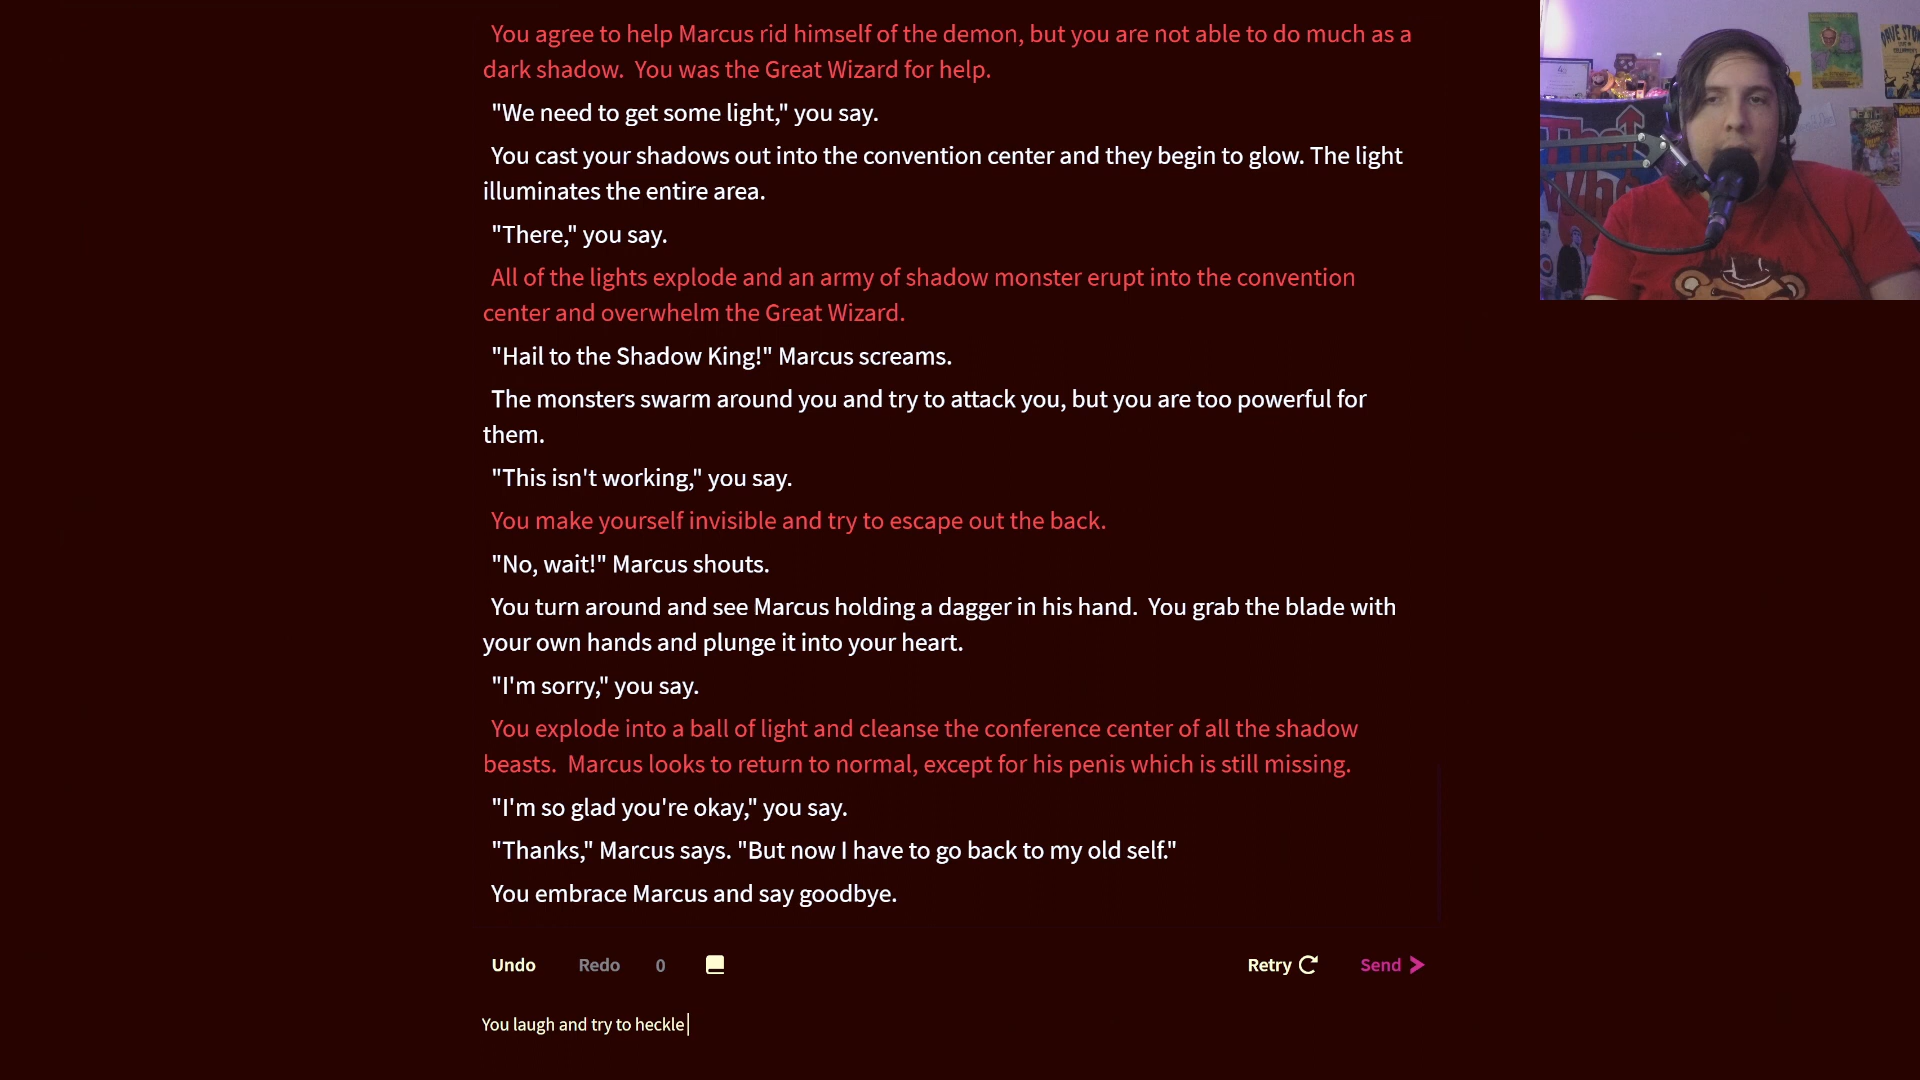 You agree to help Marcus rid himself of the demon, but you are not able to do much as a
dark shadow.  You was the Great Wizard for help.
"We need to get some light," you say.
You cast your shadows out into the convention center and they begin to glow. The light
illuminates the entire area.
"There," you say.
All of the lights explode and an army of shadow monster erupt into the convention
center and overwhelm the Great Wizard.
"Hail to the Shadow King!" Marcus screams.
The monsters swarm around you and try to attack you, but you are too powerful for
them.
"This isn't working," you say.
You make yourself invisible and try to escape out the back.
"No, wait!" Marcus shouts.
You turn around and see Marcus holding a dagger in his hand.  You grab the blade with
your own hands and plunge it into your heart.
"I'm sorry," you say.
You explode into a ball of light and cleanse the conference center of all the shadow
beasts.  Marcus looks to return to normal, except for his penis which is still missing.
"I'm so glad you're okay," you say.
"Thanks," Marcus says. "But now I have to go back to my old self."
You embrace Marcus and say goodbye.
Undo Redo 0 Retry Send
You laugh and try to heckle